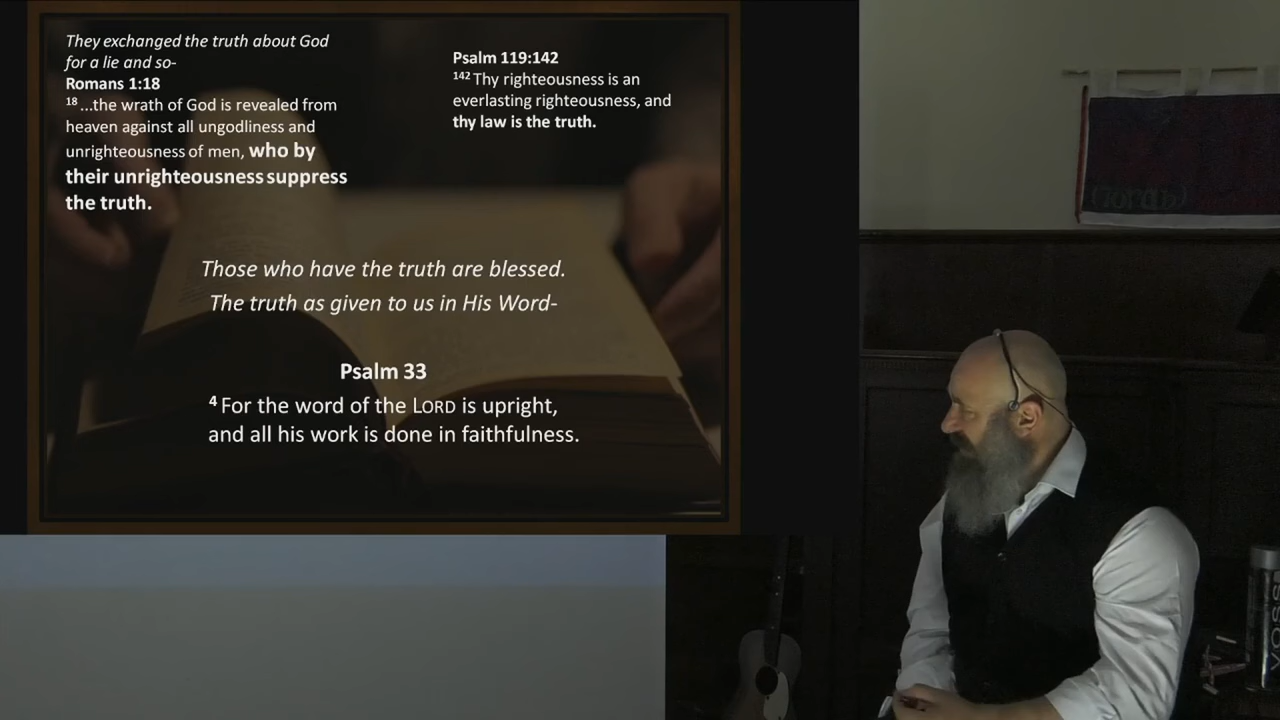 They exchanged the truth about God
for a lie and so-
Romans 1:18
18 ...the wrath of God is revealed from
heaven against all ungodliness and
unrighteousness of men, who by
their unrighteousness suppress
the truth.
Psalm 119:142
142 Thy righteousness is an
everlasting righteousness, and
thy law is the truth.
Those who have the truth are blessed.
The truth as given to us in His Word-
Psalm 33
4 For the word of the LORD is upright,
and all his work is done in faithfulness.
(Torah)